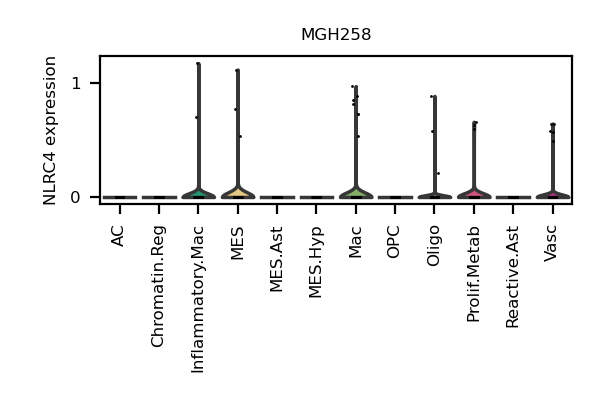 MGH258
NLRC4 expression
1
0
AC
Chromatin.Reg
Inflammatory.Mac
MES
MES.Ast
MES.Hyp
Mac
OPC
Oligo
Prolif.Metab
Reactive.Ast
Vasc